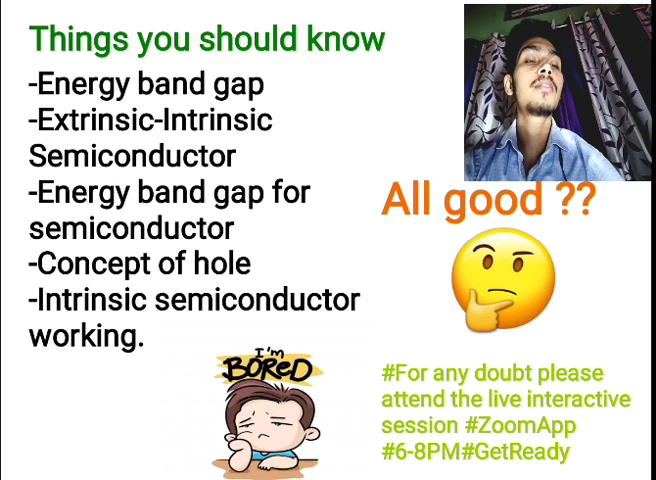 Things you should know
-Energy band gap
-Extrinsic-Intrinsic
Semiconductor
-Energy band gap for
semiconductor
-Concept of hole
-Intrinsic semiconductor
working.
All good ??
I'm
BOReD
#For any doubt please
attend the live interactive
session #ZoomApp
#6-8PM#GetReady